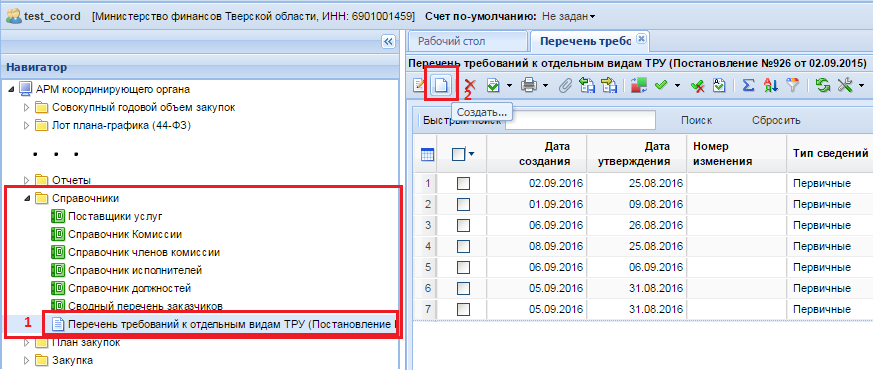 test_coord [Министерство финансов Тверской области, ИНН: 6901001459] Счет по-умолчанию: Не задан
Навигатор
АРМ координирующего органа
Совокупный годовой объем закупок
Лот плана-графика (44-ФЗ)
Отчеты
Справочники
Поставщики услуг
Справочник Комиссии
Справочник членов комиссии
Справочник исполнителей
Справочник должностей
Сводный перечень заказчиков
1 Перечень требований к отдельным видам ТРУ (Постановление
План закупок
Закупка
Рабочий стол Перечень требо
Перечень требований к отдельным видам ТРУ (Постановление №926 от 02.09.2015)
2
Создать...
Быстрый поиск Поиск Сбросить
Дата создания Дата утверждения Номер изменения Тип сведений
1 02.09.2016 25.08.2016 Первичные
2 01.09.2016 09.08.2016 Первичные
3 06.09.2016 26.08.2016 Первичные
4 08.09.2016 25.08.2016 Первичные
5 06.09.2016 06.09.2016 Первичные
6 05.09.2016 31.08.2016 Первичные
7 05.09.2016 31.08.2016 Первичные